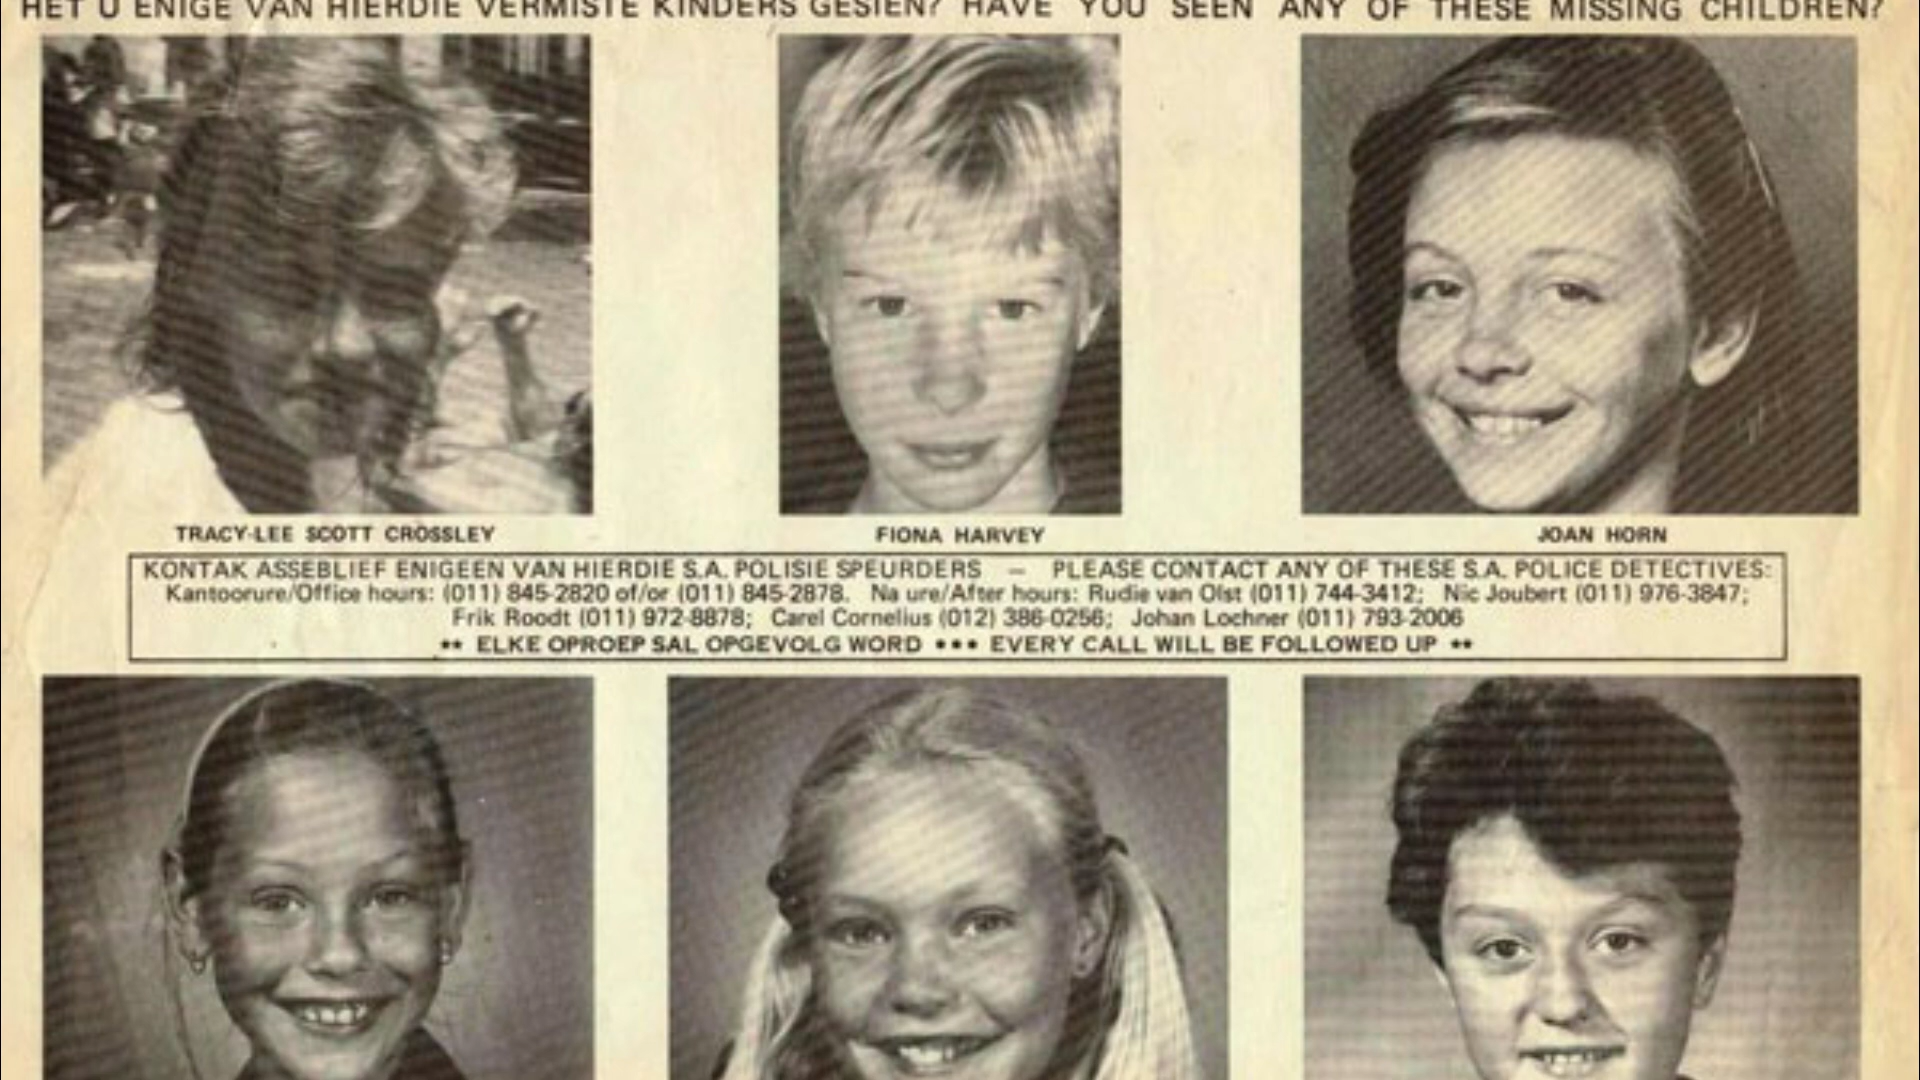 HET U ENIGE VAN HIERDIE VERMISTE KINDERS GESIEN? HAVE YOU SEEN ANY OF THESE MISSING CHILDREN?
TRACY-LEE SCOTT CROSSLEY
FIONA HARVEY
JOAN HORN
KONTAK ASSEBLIEF ENIGEEN VAN HIERDIE S.A. POLISIE SPEURDERS — PLEASE CONTACT ANY OF THESE S.A. POLICE DETECTIVES:
Kantoorure/Office hours: (011) 845-2820 of/or (011) 845-2878. Na ure/After hours: Rudie van Olst (011) 744-3412; Nic Joubert (011) 976-3847;
Frik Roodt (011) 972-8878; Carel Cornelius (012) 386-0256; Johan Lochner (011) 793-2006
** ELKE OPROEP SAL OPGEVOLG WORD *** EVERY CALL WILL BE FOLLOWED UP **